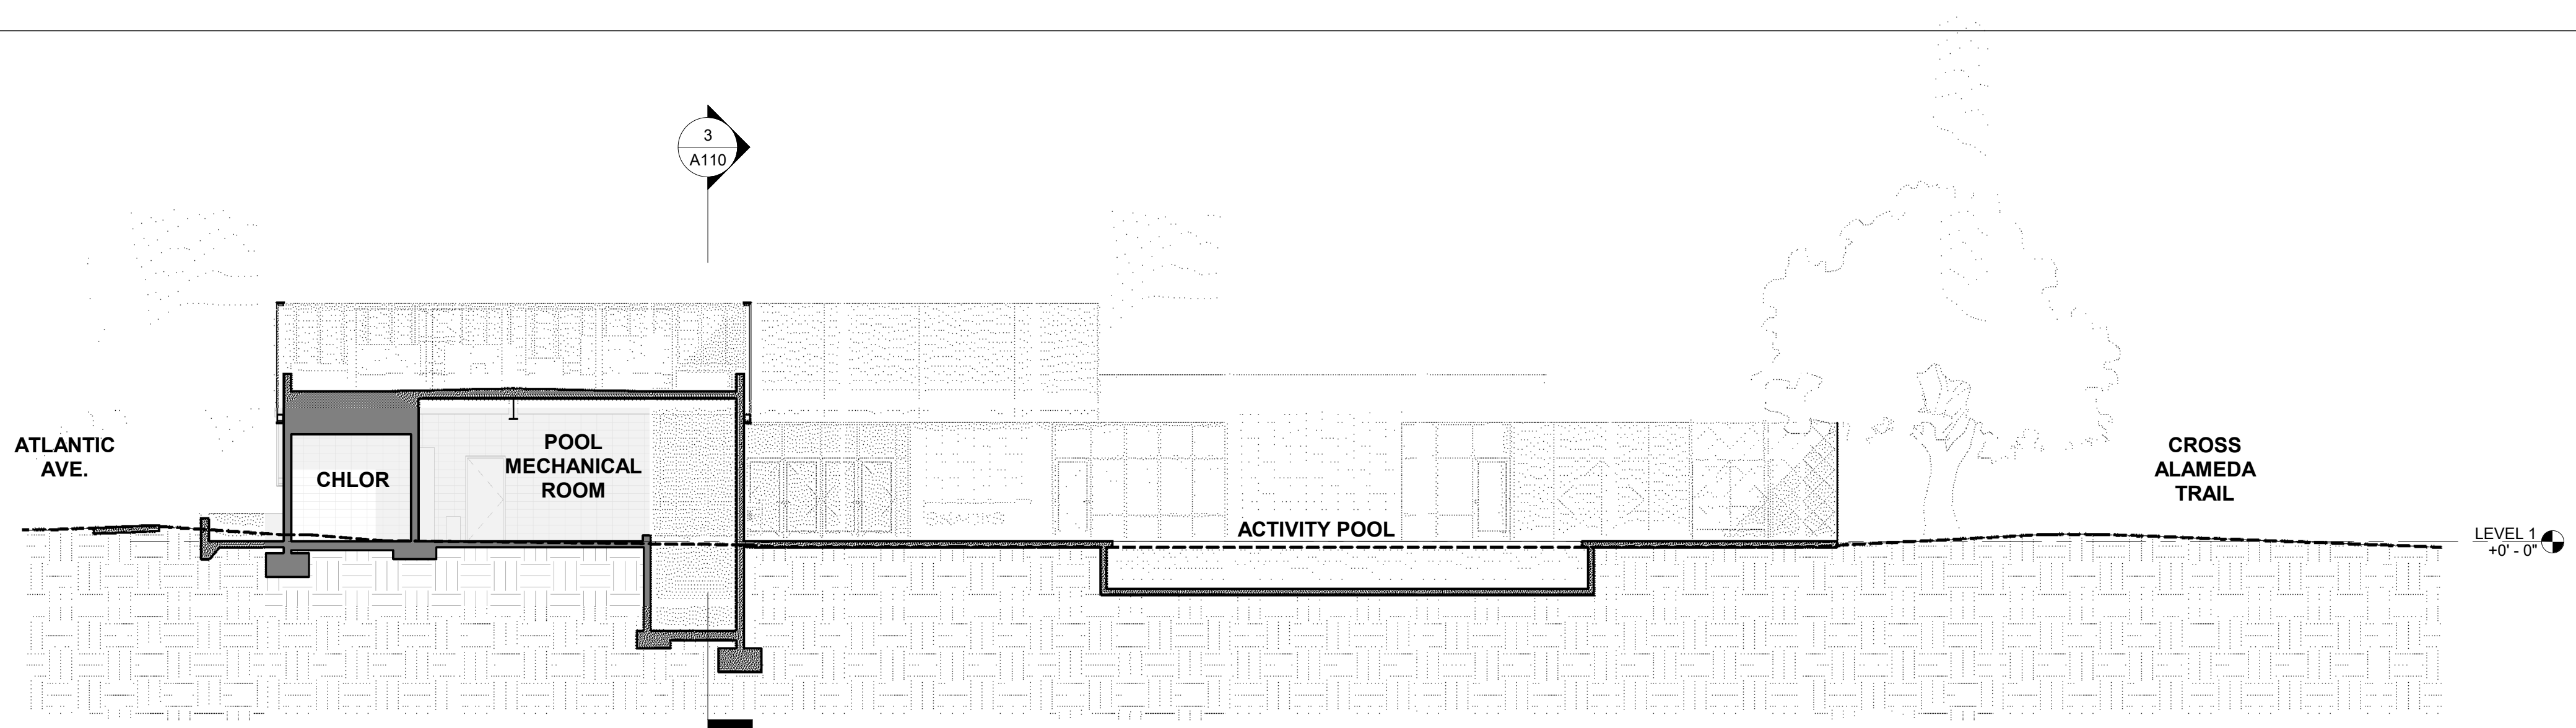 3
A110
ATLANTIC
AVE.
CHLOR
POOL
MECHANICAL
ROOM
ACTIVITY POOL
CROSS
ALAMEDA
TRAIL
LEVEL 1
+0' - 0"